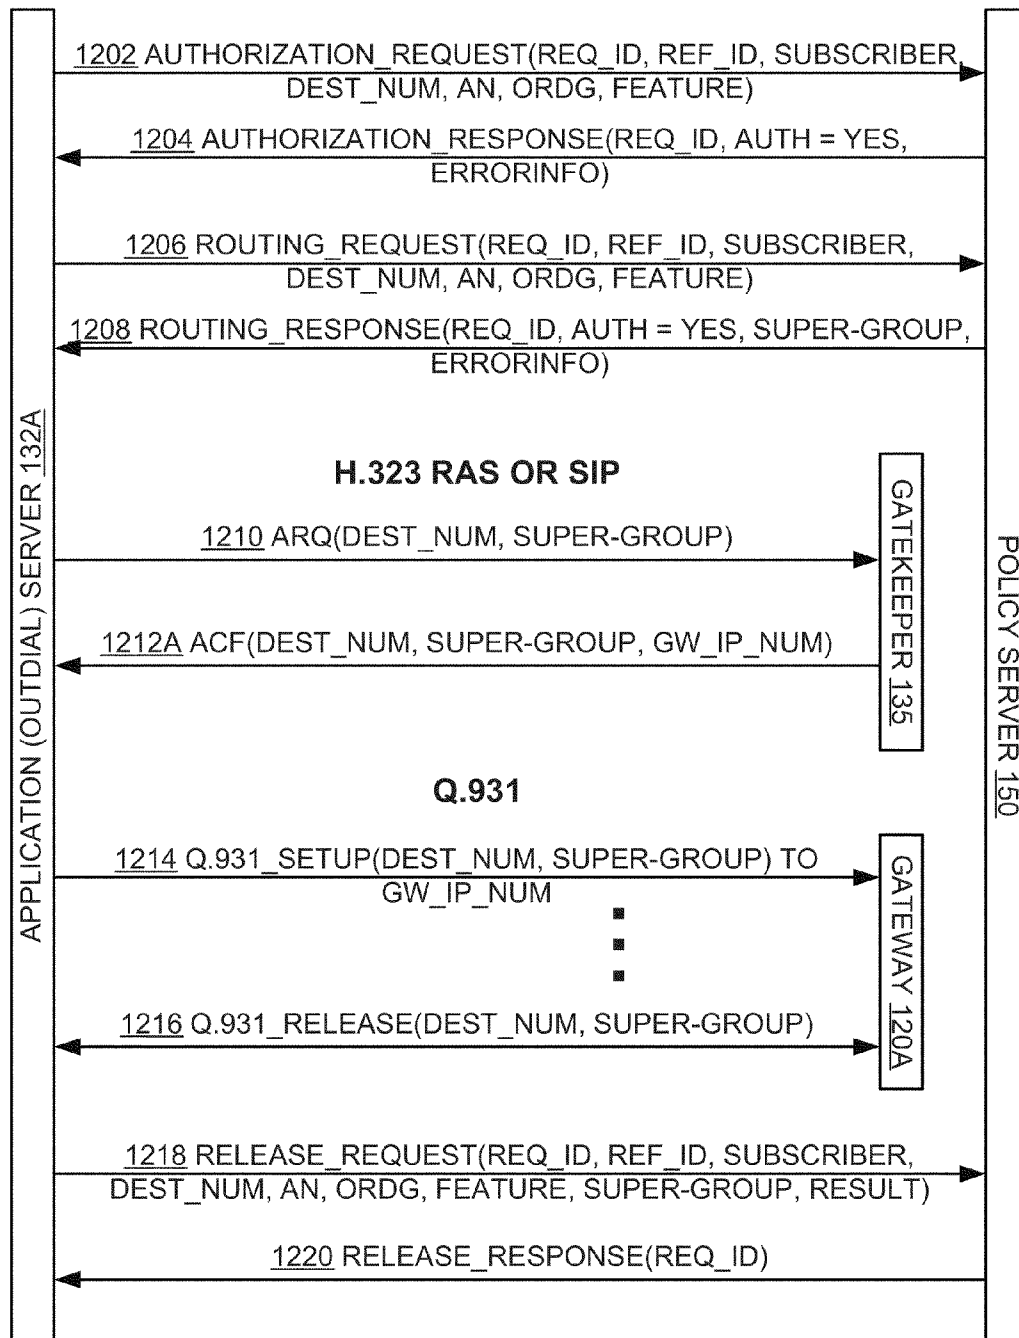 1202 AUTHORIZATION_REQUEST(REQ_ID, REF_ID, SUBSCRIBER,
DEST_NUM, AN, ORDG, FEATURE)
1204 AUTHORIZATION_RESPONSE(REQ_ID, AUTH = YES,
ERRORINFO)
1206 ROUTING_REQUEST(REQ_ID, REF_ID, SUBSCRIBER,
DEST_NUM, AN, ORDG, FEATURE)
1208 ROUTING_RESPONSE(REQ_ID, AUTH = YES, SUPER-GROUP,
ERRORINFO)
APPLICATION (OUTDIAL) SERVER 132A
H.323 RAS OR SIP
1210 ARQ(DEST_NUM, SUPER-GROUP)
1212A ACF(DEST_NUM, SUPER-GROUP, GW_IP_NUM)
GATEKEEPER 135
POLICY SERVER 150
Q.931
1214 Q.931_SETUP(DEST_NUM, SUPER-GROUP) TO
GW_IP_NUM
1216 Q.931_RELEASE(DEST_NUM, SUPER-GROUP)
GATEWAY 120A
1218 RELEASE_REQUEST(REQ_ID, REF_ID, SUBSCRIBER,
DEST_NUM, AN, ORDG, FEATURE, SUPER-GROUP, RESULT)
1220 RELEASE_RESPONSE(REQ_ID)